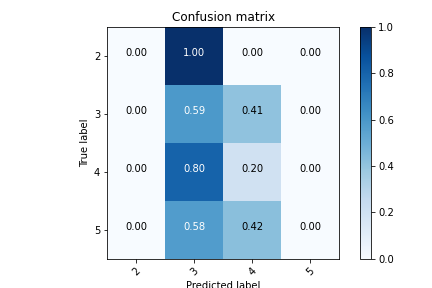 Confusion matrix
1.0
2 0.00 1.00 0.00 0.00
0.8
3 0.00 0.59 0.41 0.00
0.6
True label
4 0.00 0.80 0.20 0.00
0.4
0.2
5 0.00 0.58 0.42 0.00
0.0
2 3 4 5
Predicted label